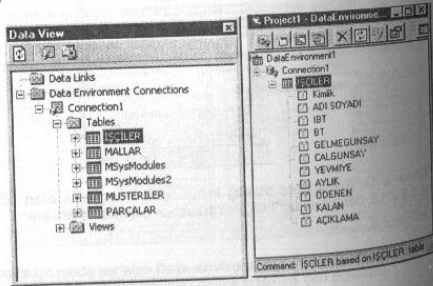 Data View
Data Links
Data Environment Connections
Connection1
Tables
İŞÇİLER
MALLAR
MSysModules
MSysModules2
MUSTERILER
PARÇALAR
Views
Project1 - DataEnvironme...
DataEnvironment1
Connection1
İŞÇİLER
Kimlik
ADI SOYADI
IBT
BT
GELMEGUNSAY
CALGUNSAY
YEVMIYE
AYLIK
ODENEN
KALAN
AÇIKLAMA
Command: İŞÇİLER based on İŞÇİLER table